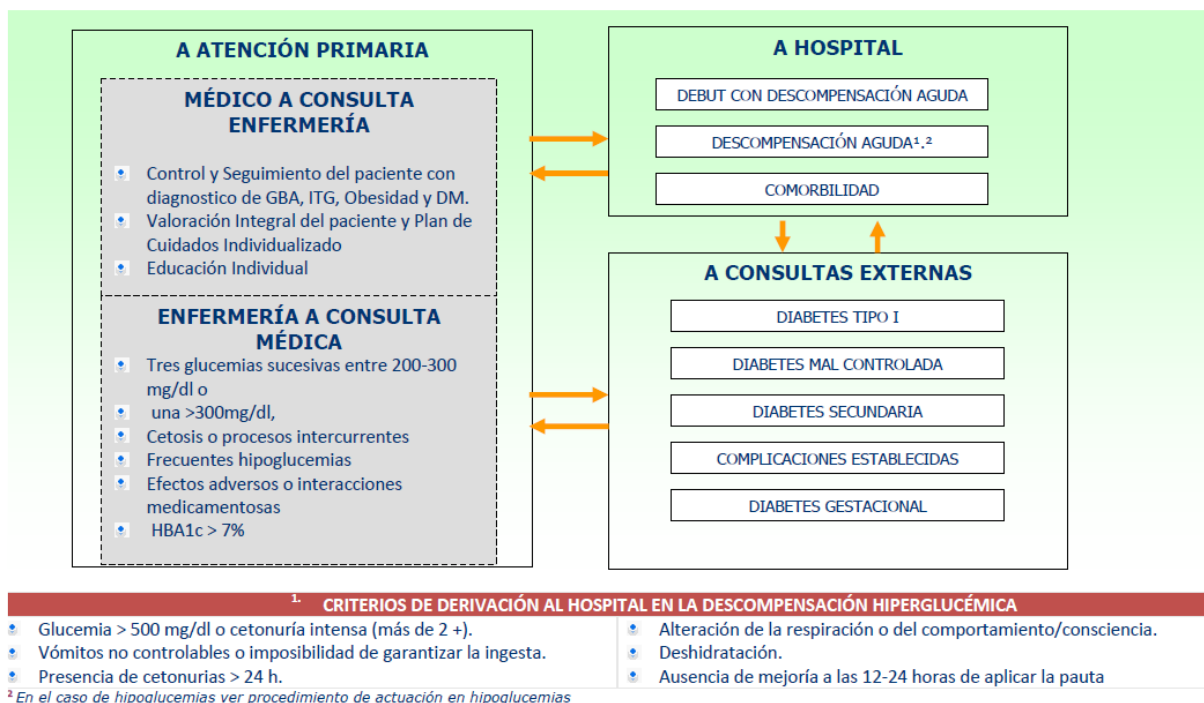 A ATENCIÓN PRIMARIA
MÉDICO A CONSULTA
ENFERMERÍA
Control y Seguimiento del paciente con
diagnostico de GBA, ITG, Obesidad y DM.
Valoración Integral del paciente y Plan de
Cuidados Individualizado
Educación Individual
ENFERMERÍA A CONSULTA
MÉDICA
Tres glucemias sucesivas entre 200-300
mg/dl o
una >300mg/dl,
Cetosis o procesos intercurrentes
Frecuentes hipoglucemias
Efectos adversos o interacciones
medicamentosas
HBA1c > 7%
A HOSPITAL
DEBUT CON DESCOMPENSACIÓN AGUDA
DESCOMPENSACIÓN AGUDA¹.²
COMORBILIDAD
A CONSULTAS EXTERNAS
DIABETES TIPO I
DIABETES MAL CONTROLADA
DIABETES SECUNDARIA
COMPLICACIONES ESTABLECIDAS
DIABETES GESTACIONAL
1. CRITERIOS DE DERIVACIÓN AL HOSPITAL EN LA DESCOMPENSACIÓN HIPERGLUCÉMICA
Glucemia > 500 mg/dl o cetonuría intensa (más de 2 +).
Vómitos no controlables o imposibilidad de garantizar la ingesta.
Presencia de cetonurias > 24 h.
Alteración de la respiración o del comportamiento/consciencia.
Deshidratación.
Ausencia de mejoría a las 12-24 horas de aplicar la pauta
² En el caso de hipoglucemias ver procedimiento de actuación en hipoglucemias